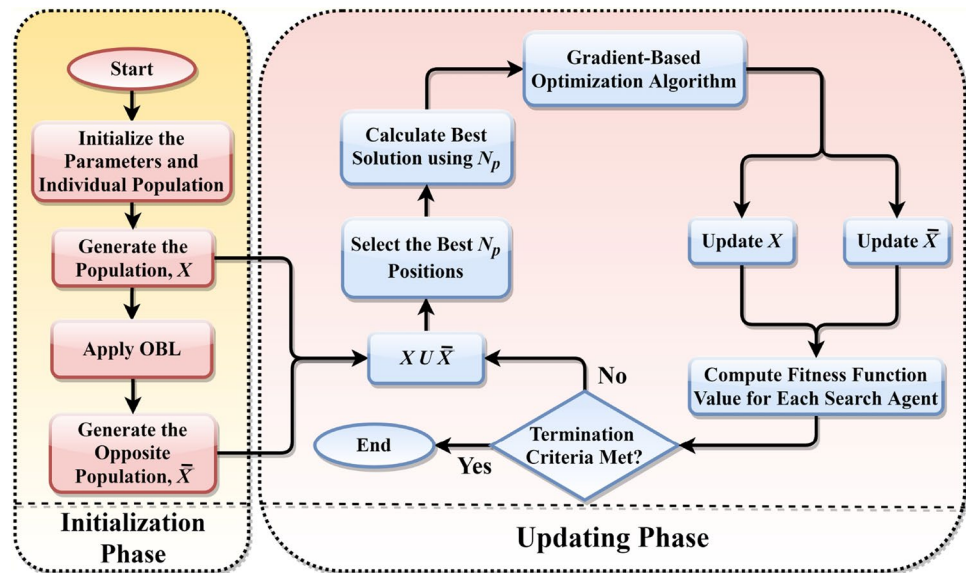 Start
Initialize the
Parameters and
Individual Population
Generate the
Population, X
Apply OBL
Generate the
Opposite
Population, X̄
Initialization
Phase
Gradient-Based
Optimization Algorithm
Calculate Best
Solution using Nₚ
Select the Best Nₚ
Positions
X U X̄
Update X
Update X̄
Compute Fitness Function
Value for Each Search Agent
Termination
Criteria Met?
No
Yes
End
Updating Phase